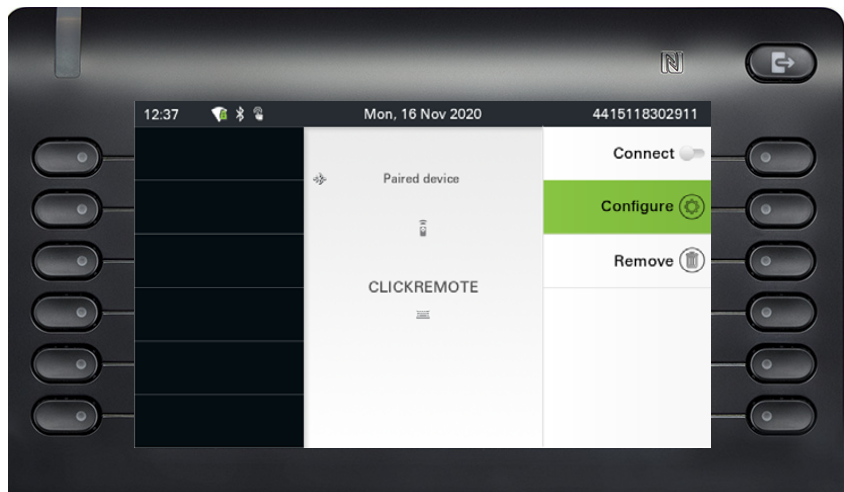 12:37
Mon, 16 Nov 2020
4415118302911
Connect
Paired device
Configure
Remove
CLICKREMOTE